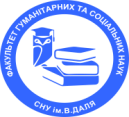 ФАКУЛЬТЕТ ГУМАНІТАРНИХ ТА СОЦІАЛЬНИХ НАУК
СНУ ім.В.ДАЛЯ